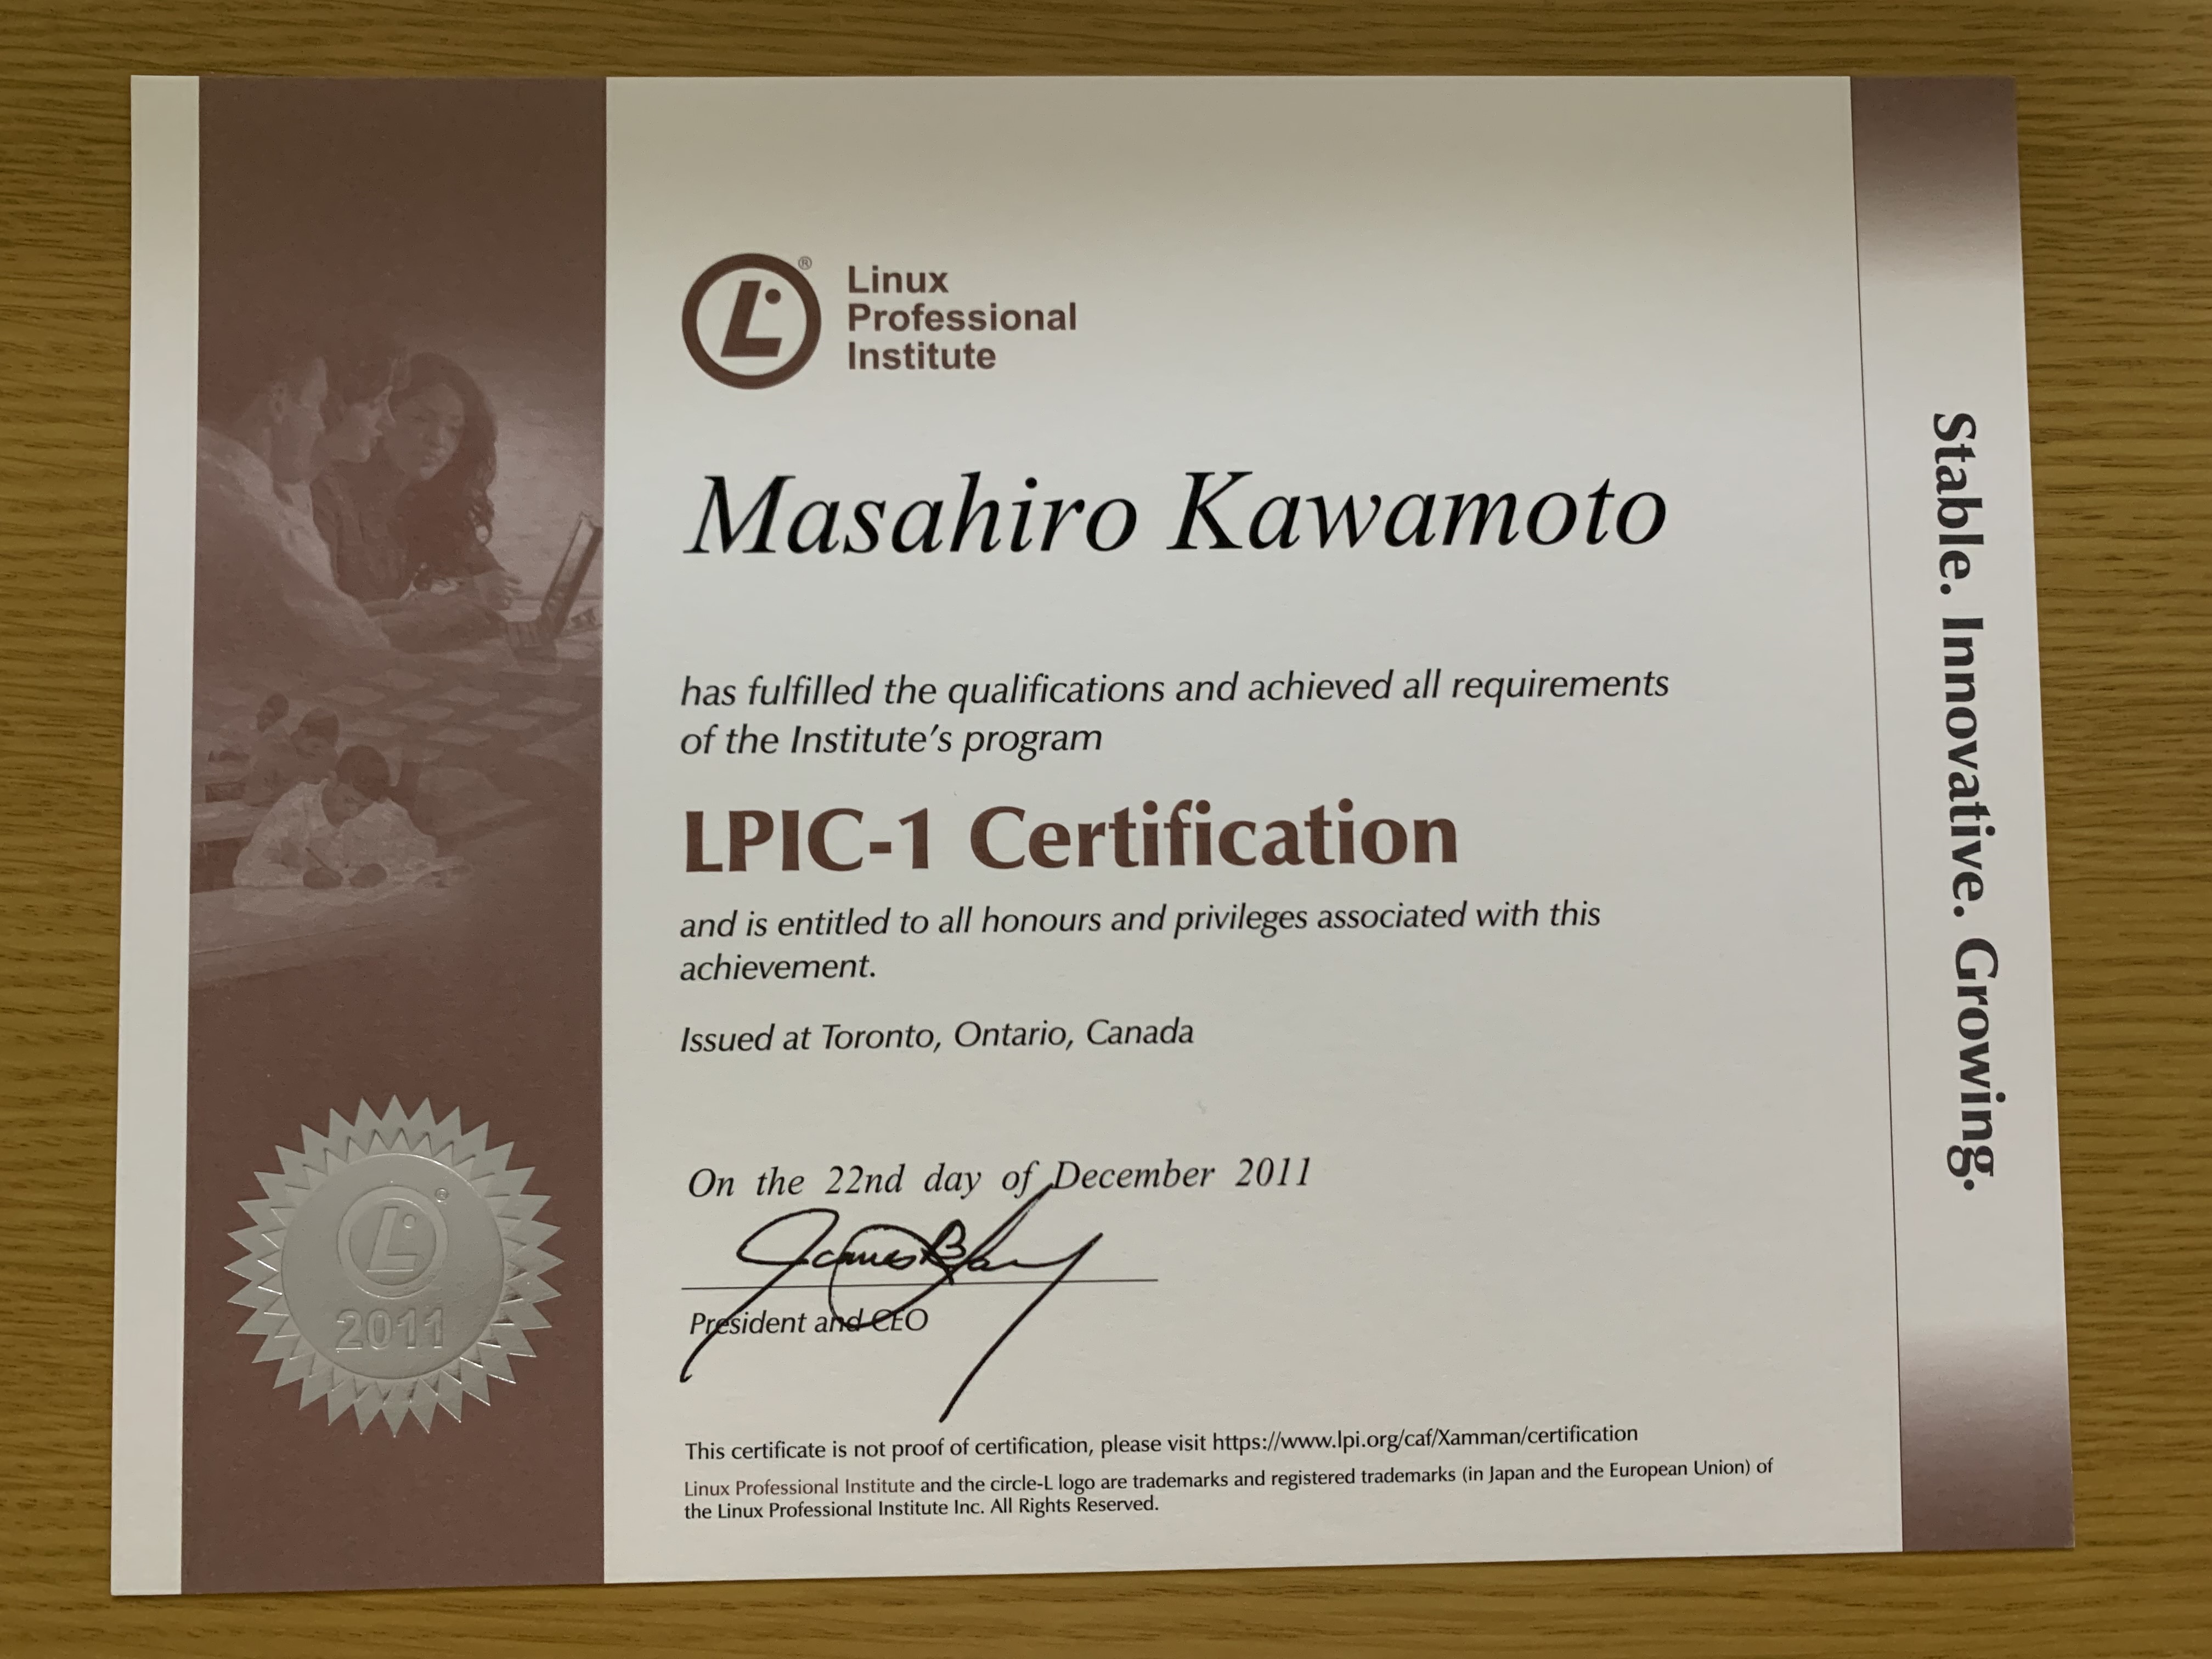 Linux
Professional
Institute
®
Masahiro Kawamoto
has fulfilled the qualifications and achieved all requirements
of the Institute's program
LPIC-1 Certification
and is entitled to all honours and privileges associated with this
achievement.
Issued at Toronto, Ontario, Canada
On the 22nd day of December 2011
President and CEO
This certificate is not proof of certification, please visit https://www.lpi.org/caf/Xamman/certification
Linux Professional Institute and the circle-L logo are trademarks and registered trademarks (in Japan and the European Union) of
the Linux Professional Institute Inc. All Rights Reserved.
L
2011
Stable. Innovative. Growing.